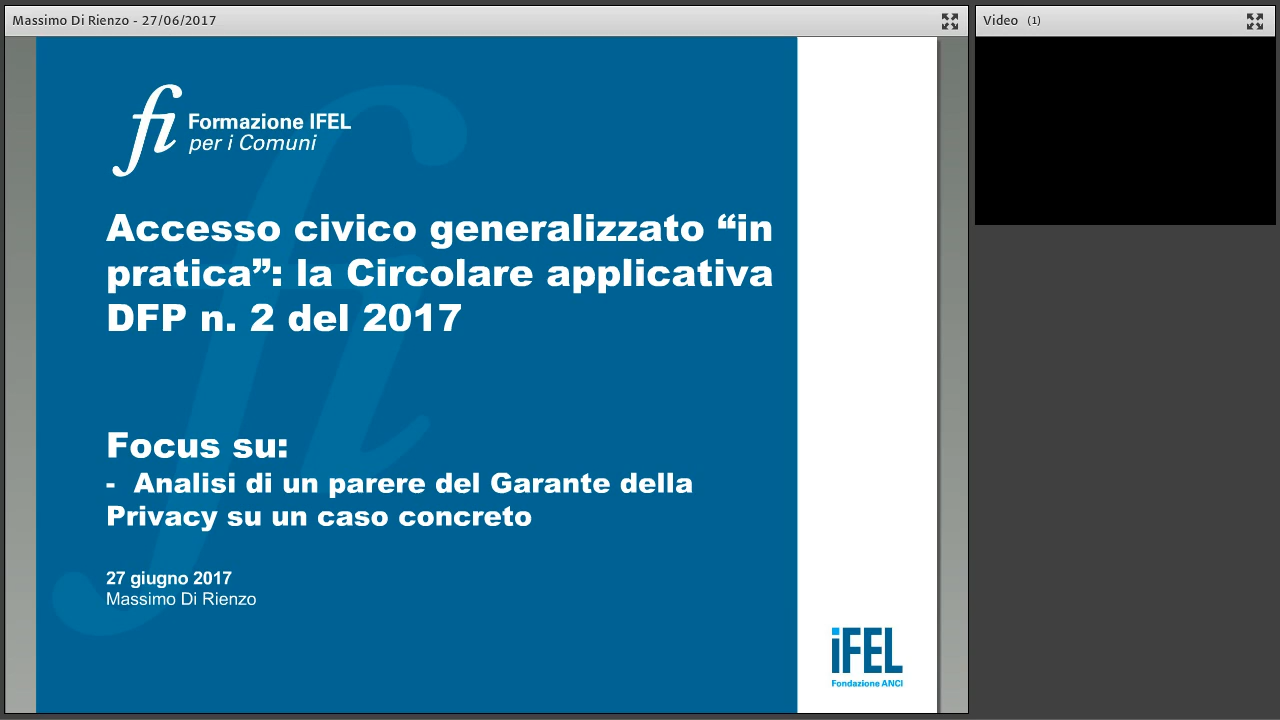 Massimo Di Rienzo - 27/06/2017
Video (1)
fi
Formazione IFEL
per i Comuni
Accesso civico generalizzato “in
pratica”: la Circolare applicativa
DFP n. 2 del 2017
Focus su:
- Analisi di un parere del Garante della
Privacy su un caso concreto
27 giugno 2017
Massimo Di Rienzo
iFEL
Fondazione ANCI